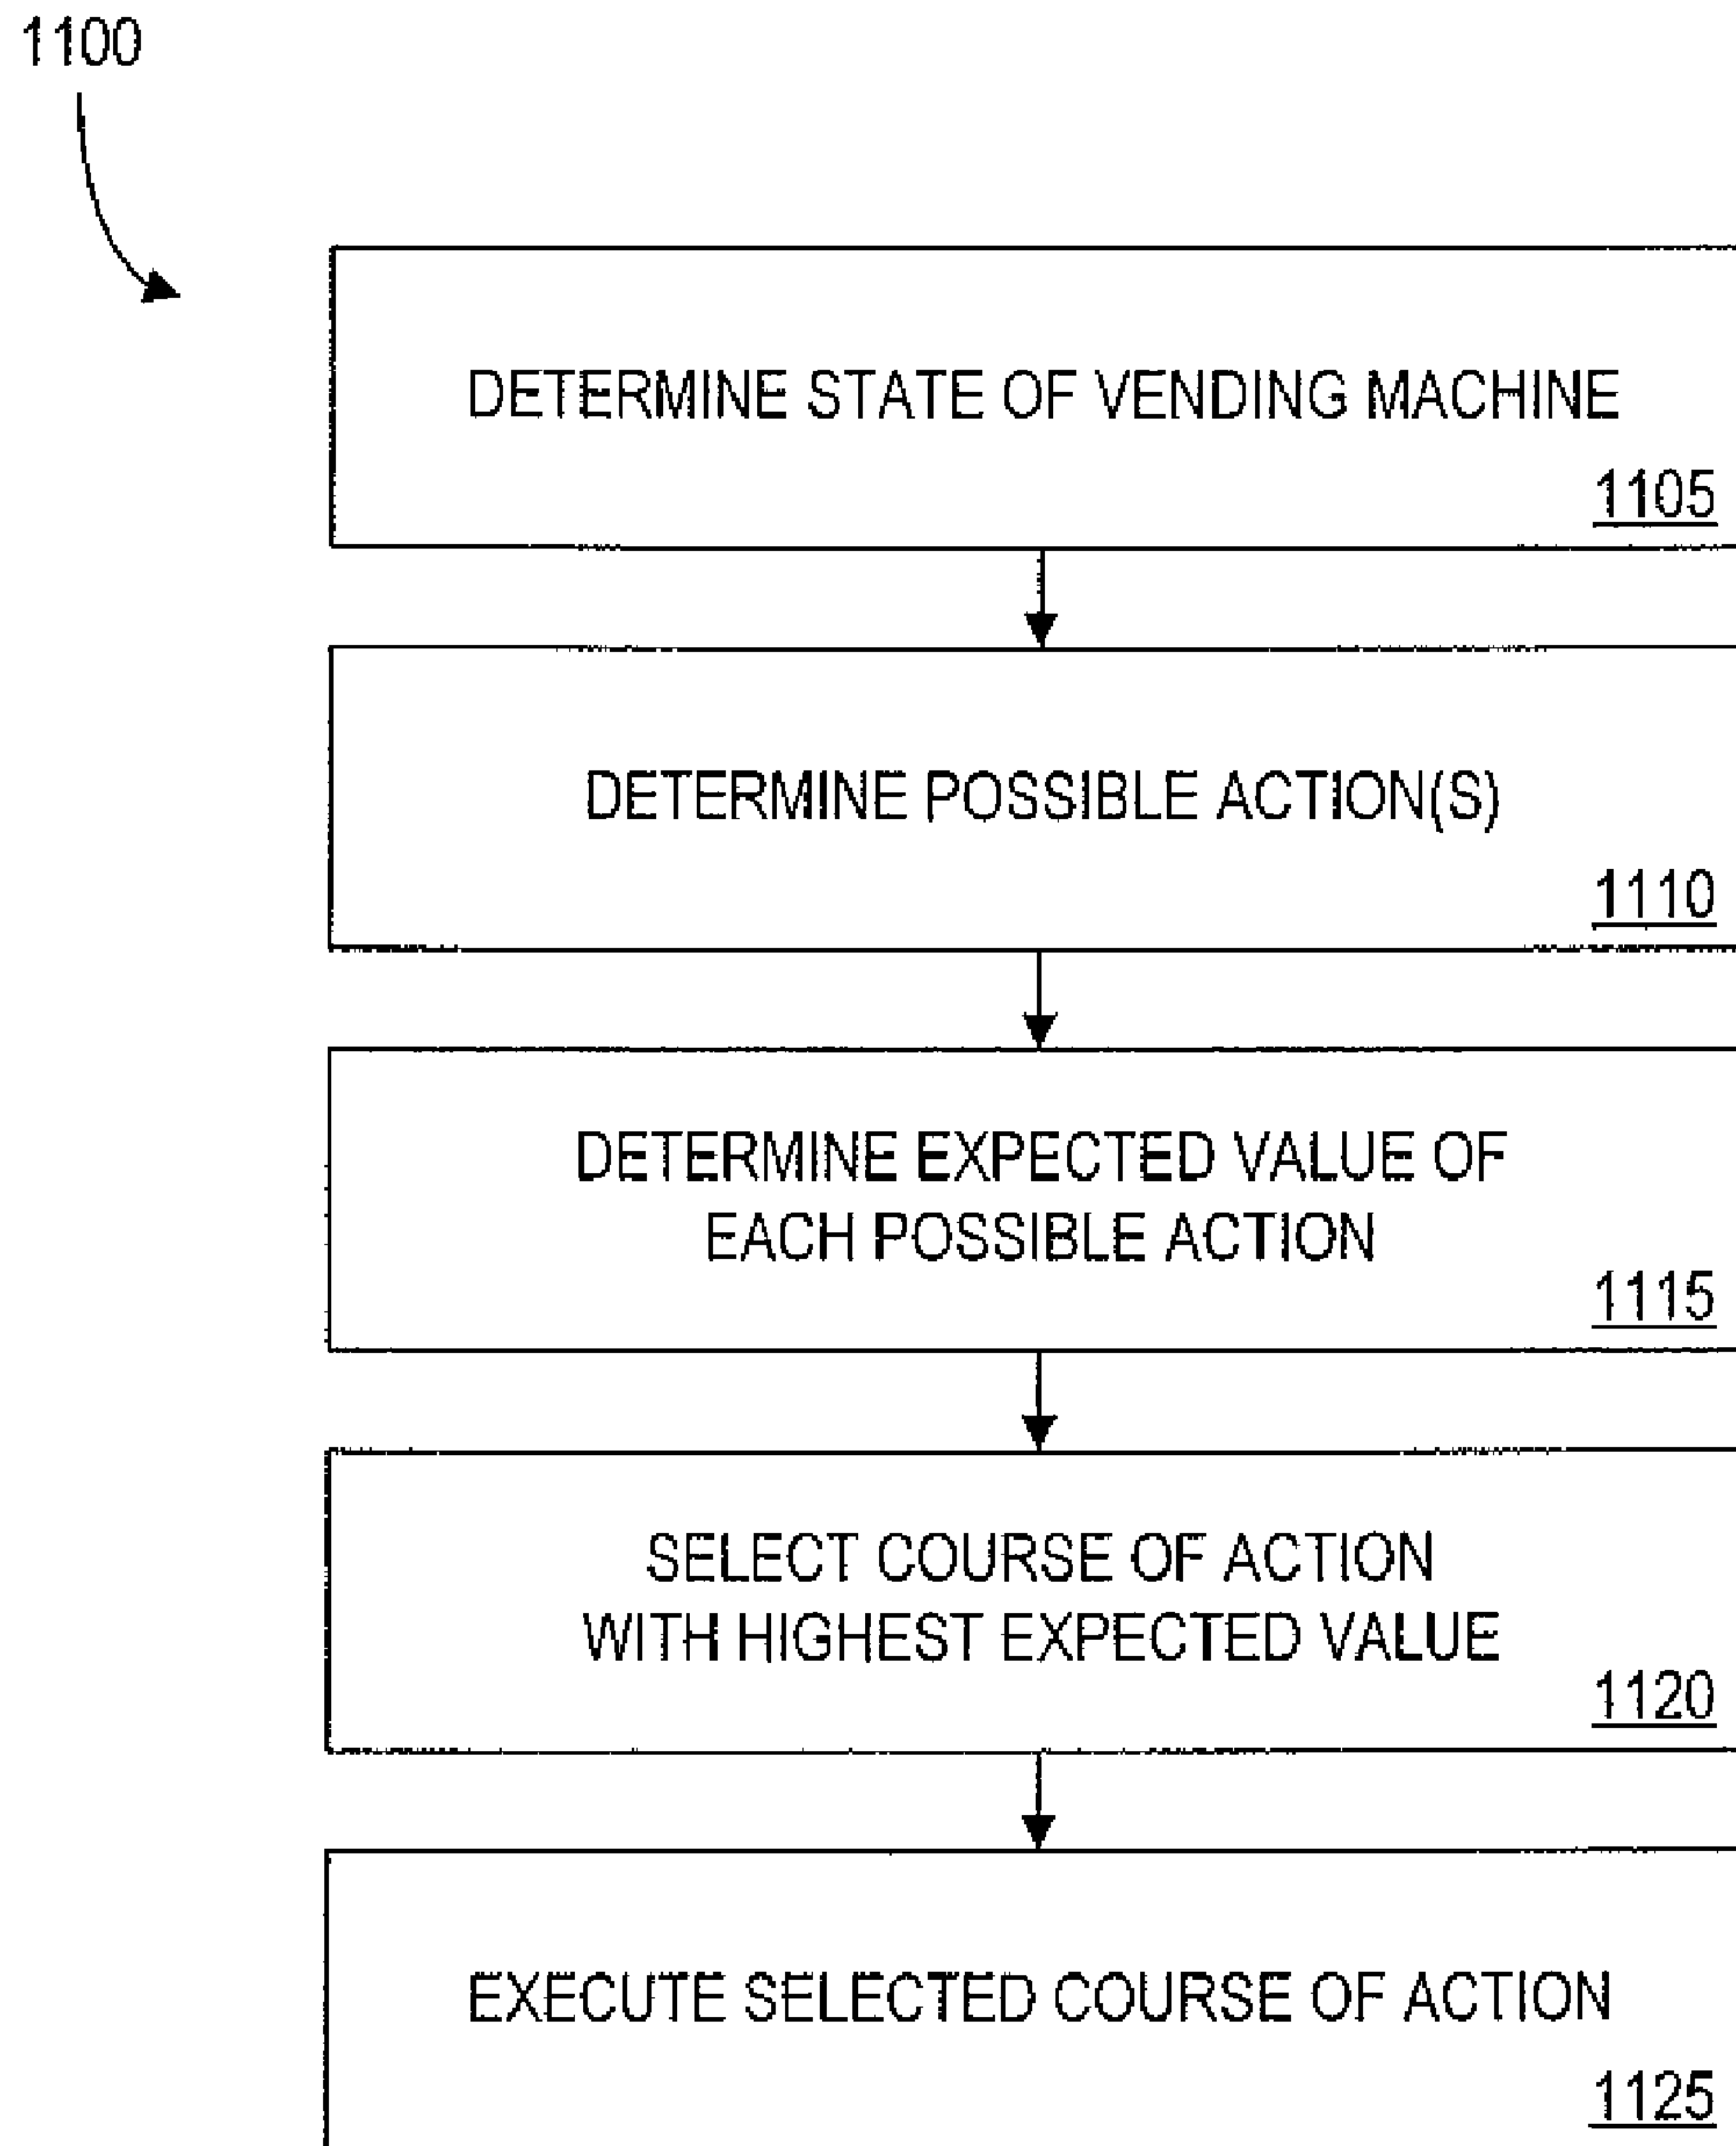 1100
DETERMINE STATE OF VENDING MACHINE
1105
DETERMINE POSSIBLE ACTION(S)
1110
DETERMINE EXPECTED VALUE OF
EACH POSSIBLE ACTION
1115
SELECT COURSE OF ACTION
WITH HIGHEST EXPECTED VALUE
1120
EXECUTE SELECTED COURSE OF ACTION
1125